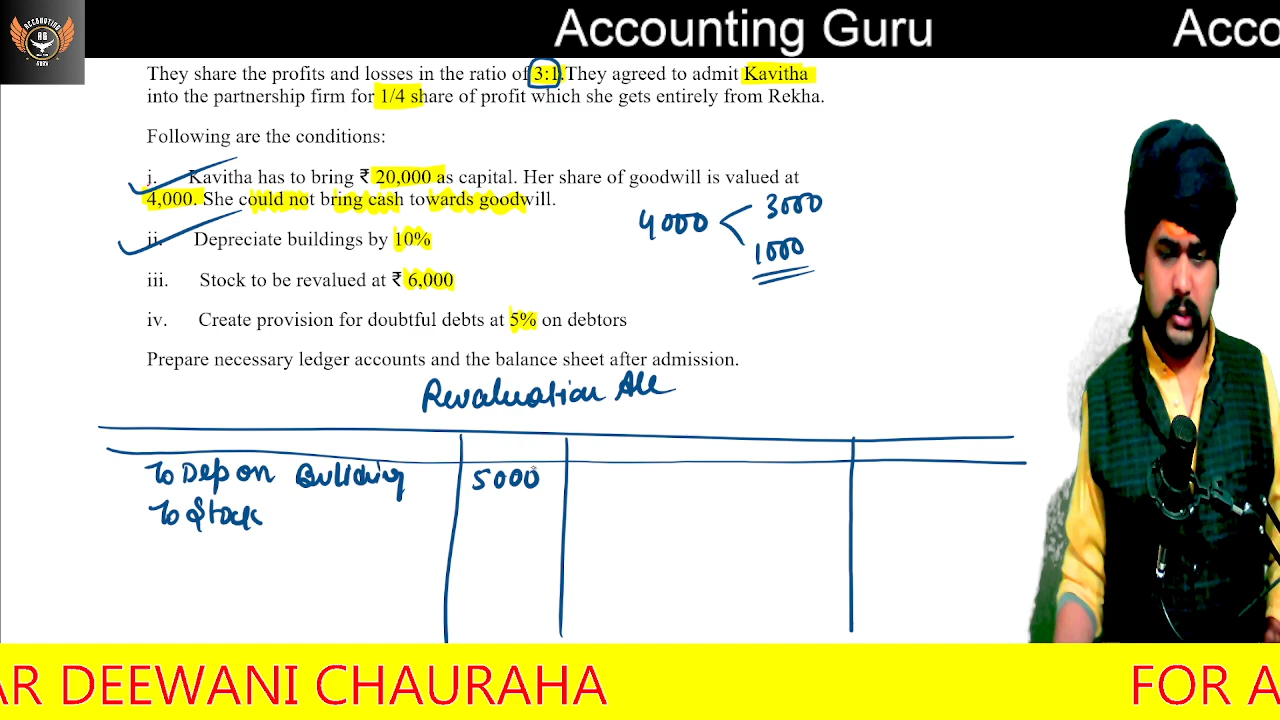 ACCOUNTING
AG
GURU
Accounting Guru
Acco
They share the profits and losses in the ratio of 3:1.They agreed to admit Kavitha
into the partnership firm for 1/4 share of profit which she gets entirely from Rekha.
Following are the conditions:
i. Kavitha has to bring ₹ 20,000 as capital. Her share of goodwill is valued at
4,000. She could not bring cash towards goodwill.
4000 < 3000
1000
ii. Depreciate buildings by 10%
iii. Stock to be revalued at ₹ 6,000
iv. Create provision for doubtful debts at 5% on debtors
Prepare necessary ledger accounts and the balance sheet after admission.
Revaluation A/c
To Dep on Building 5000
To Stock
AR DEEWANI CHAURAHA
FOR A